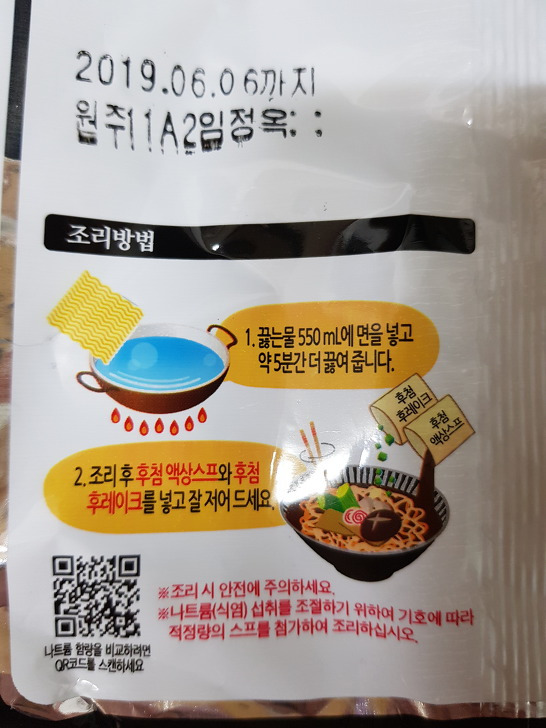 2019.06.06까지
원주11A2임정옥: :
조리방법
1. 끓는물 550 mL에 면을 넣고
약 5분간 더 끓여 줍니다.
후첨
후레이크
후첨
액상스프
2. 조리 후 후첨 액상스프와 후첨
후레이크를 넣고 잘 저어 드세요.
※조리 시 안전에 주의하세요.
※나트륨(식염) 섭취를 조절하기 위하여 기호에 따라
적정량의 스프를 첨가하여 조리하십시오.
나트륨 함량을 비교하려면
QR코드를 스캔하세요